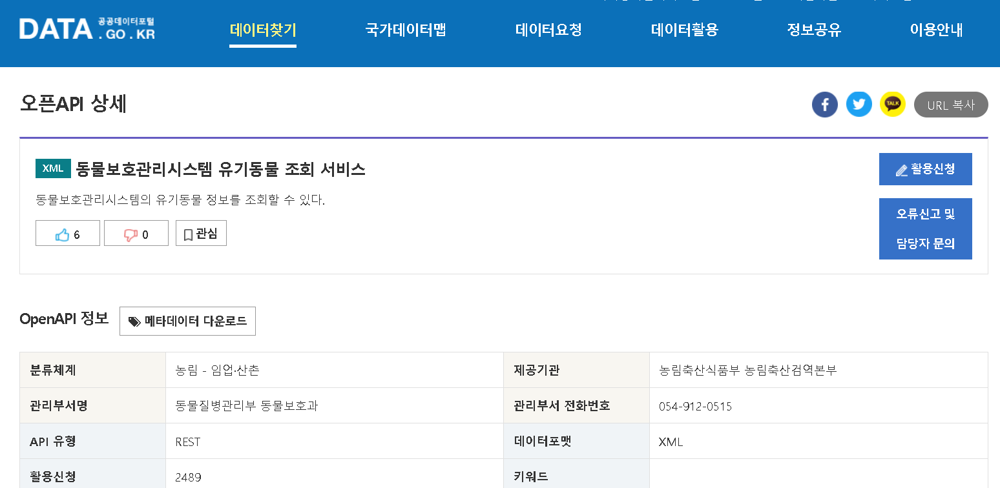 DATA 공공데이터포털 .GO.KR
데이터찾기 국가데이터맵 데이터요청 데이터활용 정보공유 이용안내
오픈API 상세
TALK
URL 복사
XML 동물보호관리시스템 유기동물 조회 서비스
활용신청
동물보호관리시스템의 유기동물 정보를 조회할 수 있다.
오류신고 및
담당자 문의
6 0 관심
OpenAPI 정보 메타데이터 다운로드
분류체계 농림 - 임업·산촌 제공기관 농림축산식품부 농림축산검역본부
관리부서명 동물질병관리부 동물보호과 관리부서 전화번호 054-912-0515
API 유형 REST 데이터포맷 XML
활용신청 2489 키워드